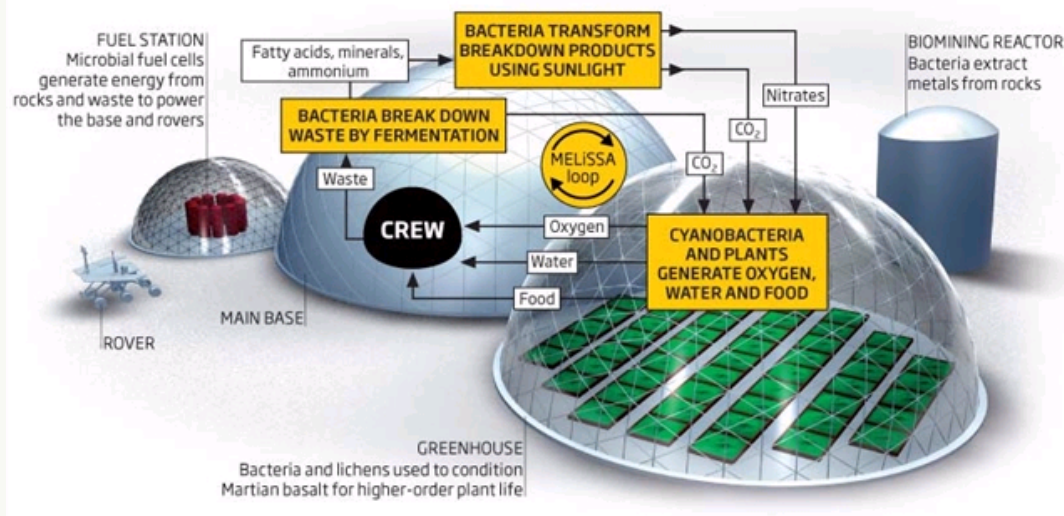 FUEL STATION
Microbial fuel cells
generate energy from
rocks and waste to power
the base and rovers
Fatty acids, minerals,
ammonium
BACTERIA TRANSFORM
BREAKDOWN PRODUCTS
USING SUNLIGHT
BIOMINING REACTOR
Bacteria extract
metals from rocks
Nitrates
BACTERIA BREAK DOWN
WASTE BY FERMENTATION
CO₂
CO₂
MELiSSA
loop
Waste
CREW
Oxygen
Water
Food
CYANOBACTERIA
AND PLANTS
GENERATE OXYGEN,
WATER AND FOOD
MAIN BASE
ROVER
GREENHOUSE
Bacteria and lichens used to condition
Martian basalt for higher-order plant life